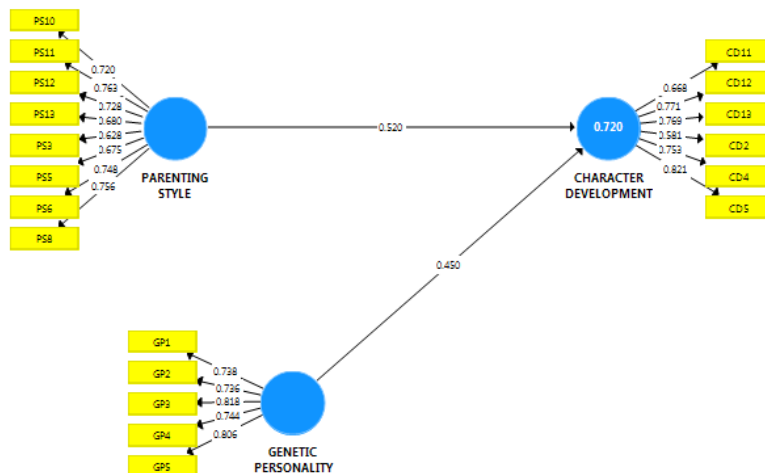 PS10
PS11
PS12
PS13
PS3
PS5
PS6
PS8
0.720
0.763
0.728
0.680
0.628
0.675
0.748
0.756
PARENTING
STYLE
0.520
0.450
0.720
CHARACTER
DEVELOPMENT
0.668
0.771
0.769
0.581
0.753
0.821
CD11
CD12
CD13
CD2
CD4
CD5
GP1
GP2
GP3
GP4
GP5
0.738
0.736
0.818
0.744
0.806
GENETIC
PERSONALITY